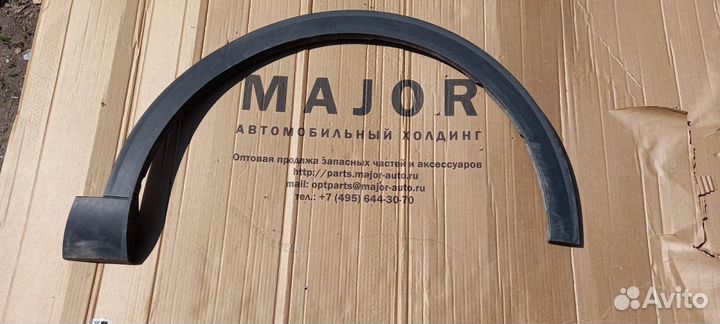 MAJOR
АВТОМОБИЛЬНЫЙ ХОЛДИНГ
Оптовая продажа запасных частей и аксессуаров
http://parts.major-auto.ru
mail: optparts@major-auto.ru
тел.: +7 (495) 644-30-70
Avito